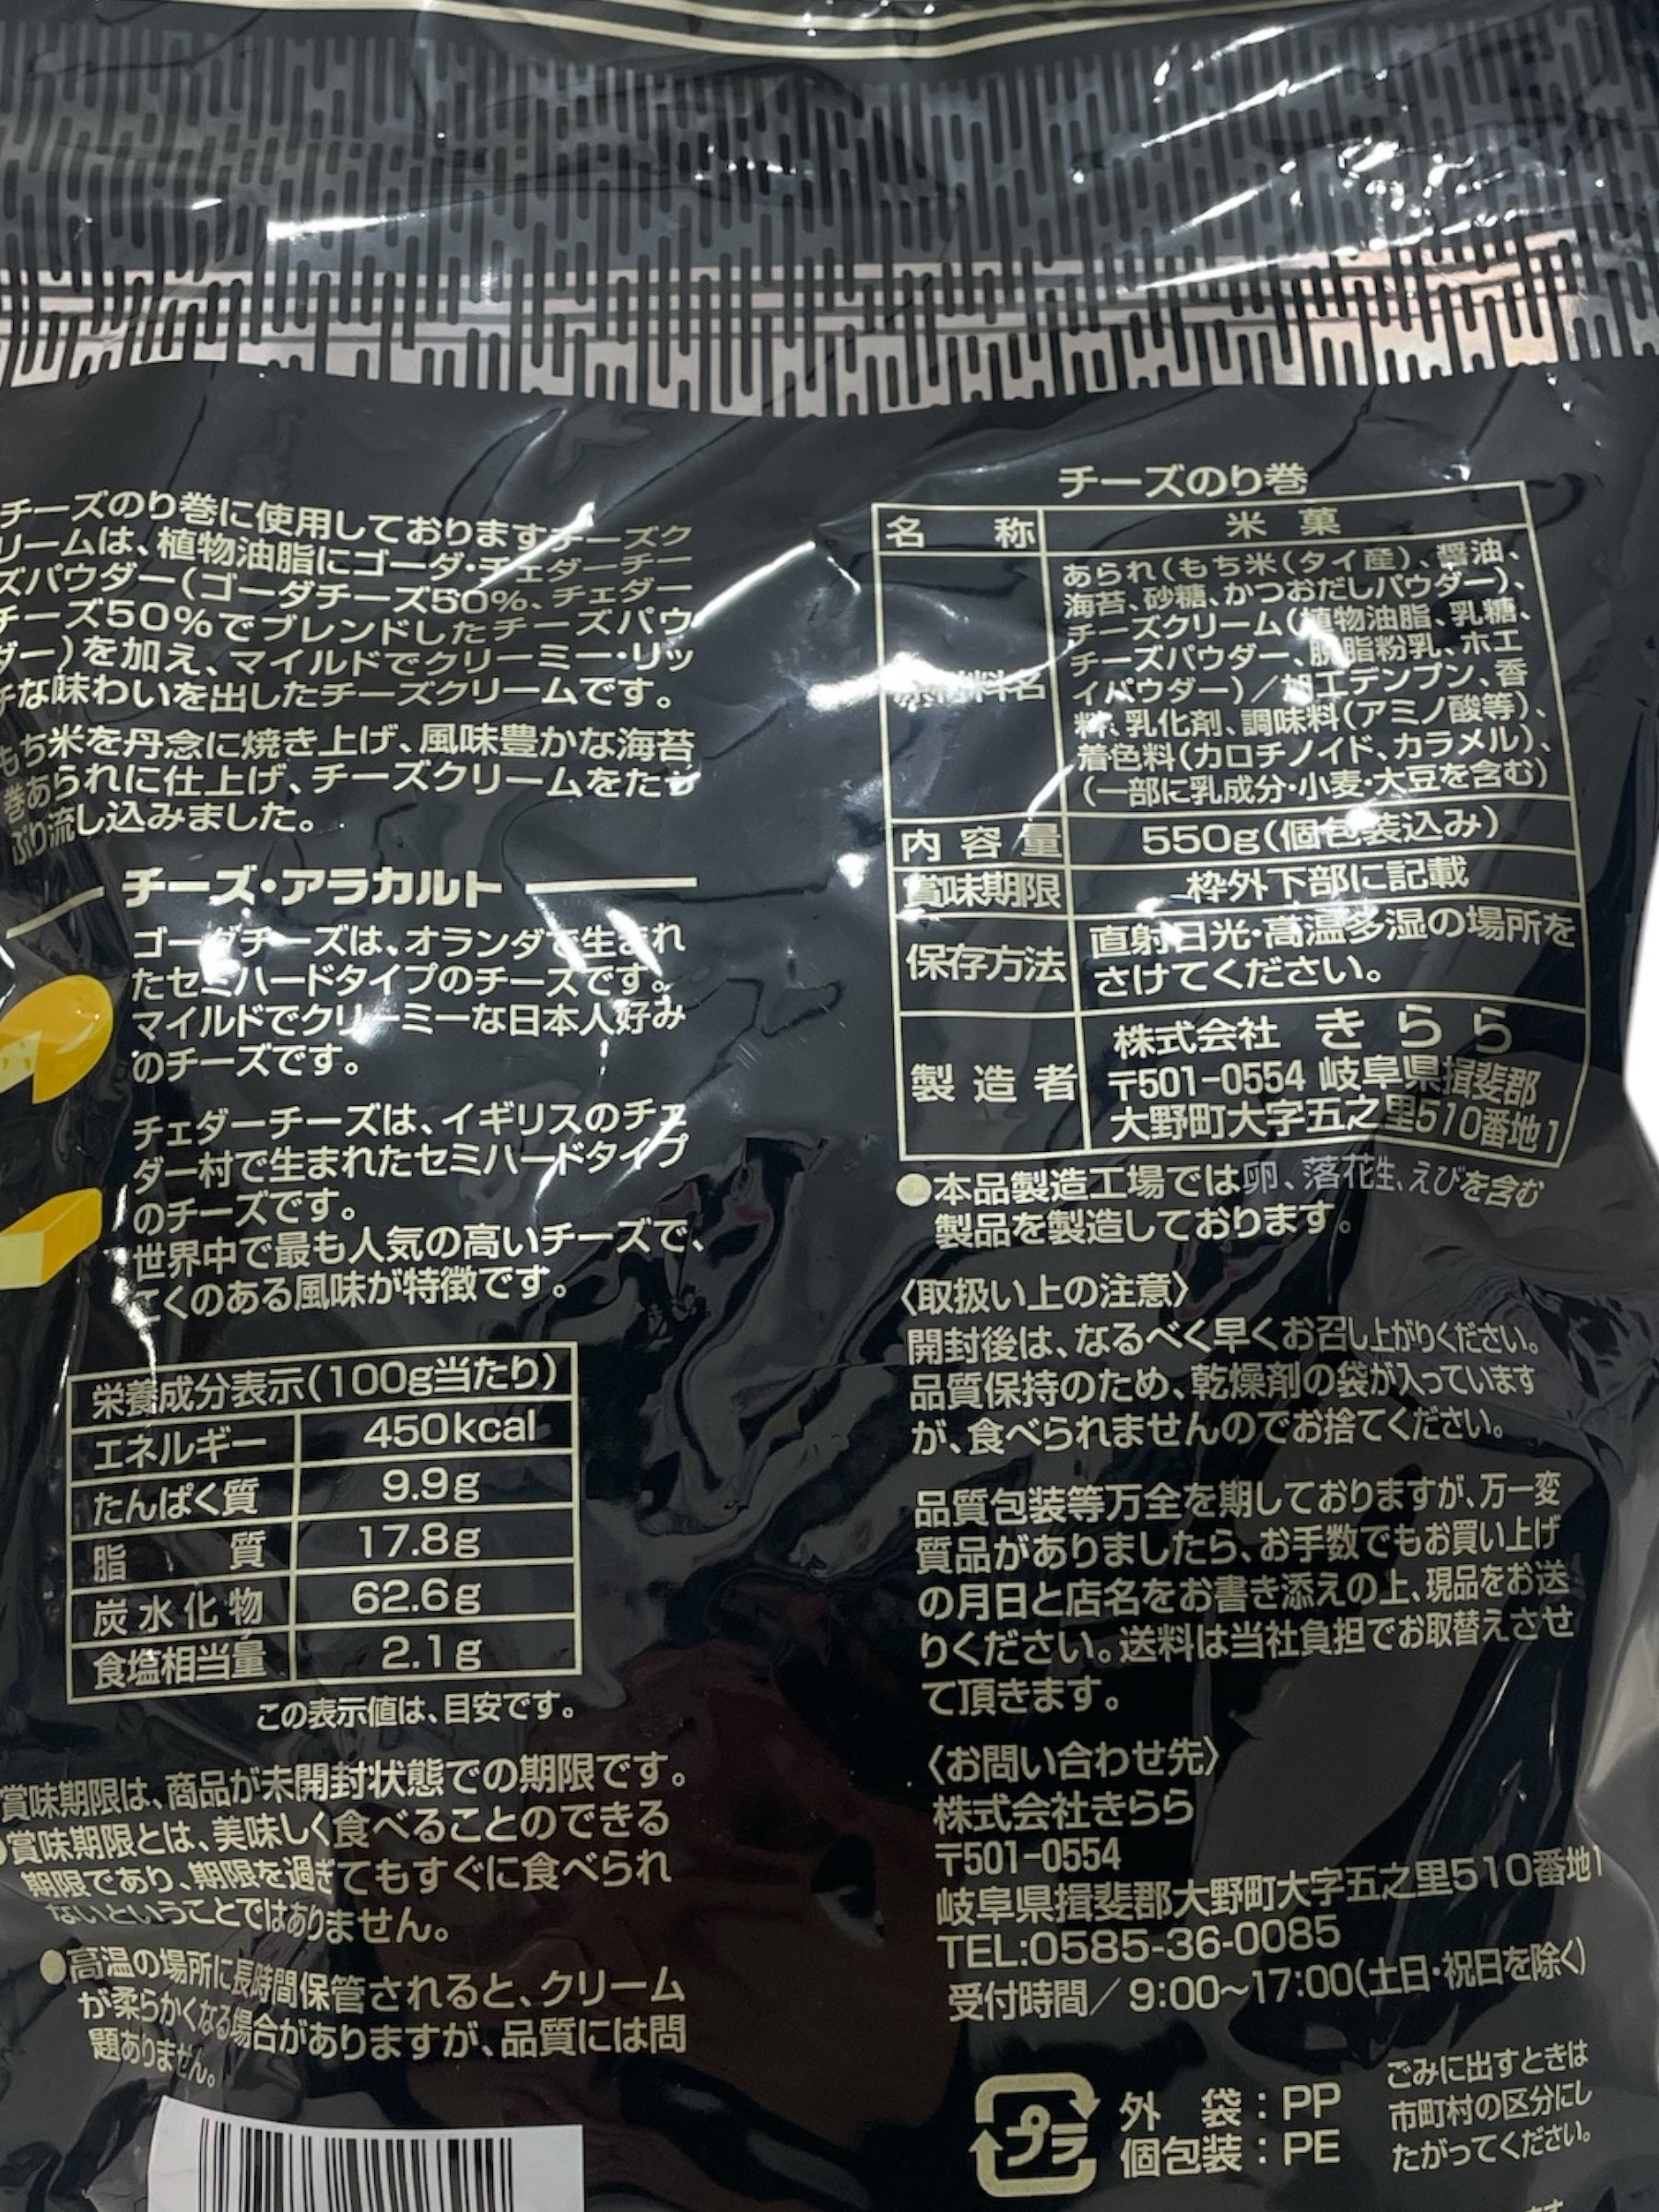 チーズのり巻に使用しておりますチーズク
リームは、植物油脂にゴーダ・チェダーチー
ズパウダー(ゴーダチーズ50%、チェダー
チーズ50%でブレンドしたチーズパウ
ダー)を加え、マイルドでクリーミー・リッ
チな味わいを出したチーズクリームです。
もち米を丹念に焼き上げ、風味豊かな海苔
巻あられに仕上げ、チーズクリームをたっ
ぷり流し込みました。
チーズ・アラカルト
ゴーダチーズは、オランダで生まれ
たセミハードタイプのチーズです。
マイルドでクリーミーな日本人好み
のチーズです。
チェダーチーズは、イギリスのチェ
ダー村で生まれたセミハードタイプ
のチーズです。
世界中で最も人気の高いチーズで、
こくのある風味が特徴です。
栄養成分表示(100g当たり)
エネルギー 450kcal
たんぱく質 9.9g
脂 質 17.8g
炭水化物 62.6g
食塩相当量 2.1g
この表示値は、目安です。
賞味期限は、商品が未開封状態での期限です。
●賞味期限とは、美味しく食べることのできる
期限であり、期限を過ぎてもすぐに食べられ
ないということではありません。
●高温の場所に長時間保管されると、クリーム
が柔らかくなる場合がありますが、品質には問
題ありません。
チーズのり巻
名 称 米 菓
原材料名 あられ(もち米(タイ産)、醤油、
海苔、砂糖、かつおだしパウダー)、
チーズクリーム(植物油脂、乳糖、
チーズパウダー、脱脂粉乳、ホエ
イパウダー)/加工デンプン、香
料、乳化剤、調味料(アミノ酸等)、
着色料(カロチノイド、カラメル)、
(一部に乳成分・小麦・大豆を含む)
内容量 550g(個包装込み)
賞味期限 枠外下部に記載
保存方法 直射日光・高温多湿の場所を
さけてください。
製造者 株式会社 きらら
〒501-0554 岐阜県揖斐郡
大野町大字五之里510番地1
●本品製造工場では卵、落花生、えびを含む
製品を製造しております。
〈取扱い上の注意〉
開封後は、なるべく早くお召し上がりください。
品質保持のため、乾燥剤の袋が入っています
が、食べられませんのでお捨てください。
品質包装等万全を期しておりますが、万一変
質品がありましたら、お手数でもお買い上げ
の月日と店名をお書き添えの上、現品をお送
りください。送料は当社負担でお取替えさせ
て頂きます。
〈お問い合わせ先〉
株式会社きらら
〒501-0554
岐阜県揖斐郡大野町大字五之里510番地1
TEL:0585-36-0085
受付時間/9:00~17:00(土日・祝日を除く)
プラ
外 袋:PP
個包装:PE
ごみに出すときは
市町村の区分にし
たがってください。